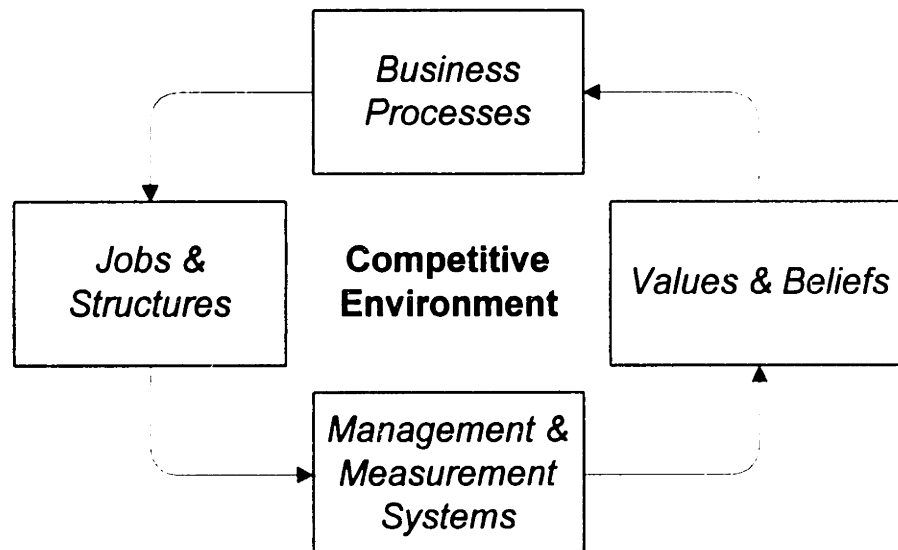 Business
Processes
Jobs &
Structures
Competitive
Environment
Values & Beliefs
Management &
Measurement
Systems